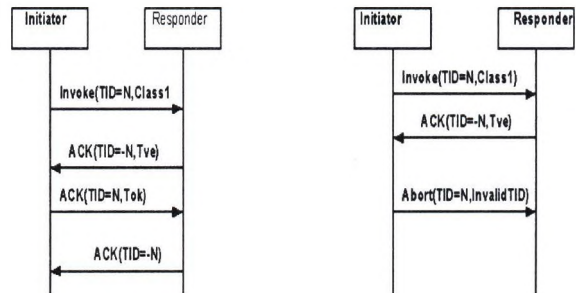 Initiator
Responder
Invoke(TID=N,Class1
ACK(TID=-N,Tve)
ACK(TID=N,Tok)
ACK(TID=-N)
Initiator
Responder
Invoke(TID=N,Class1)
ACK(TID=-N,Tve)
Abort(TID=N,InvalidTID)